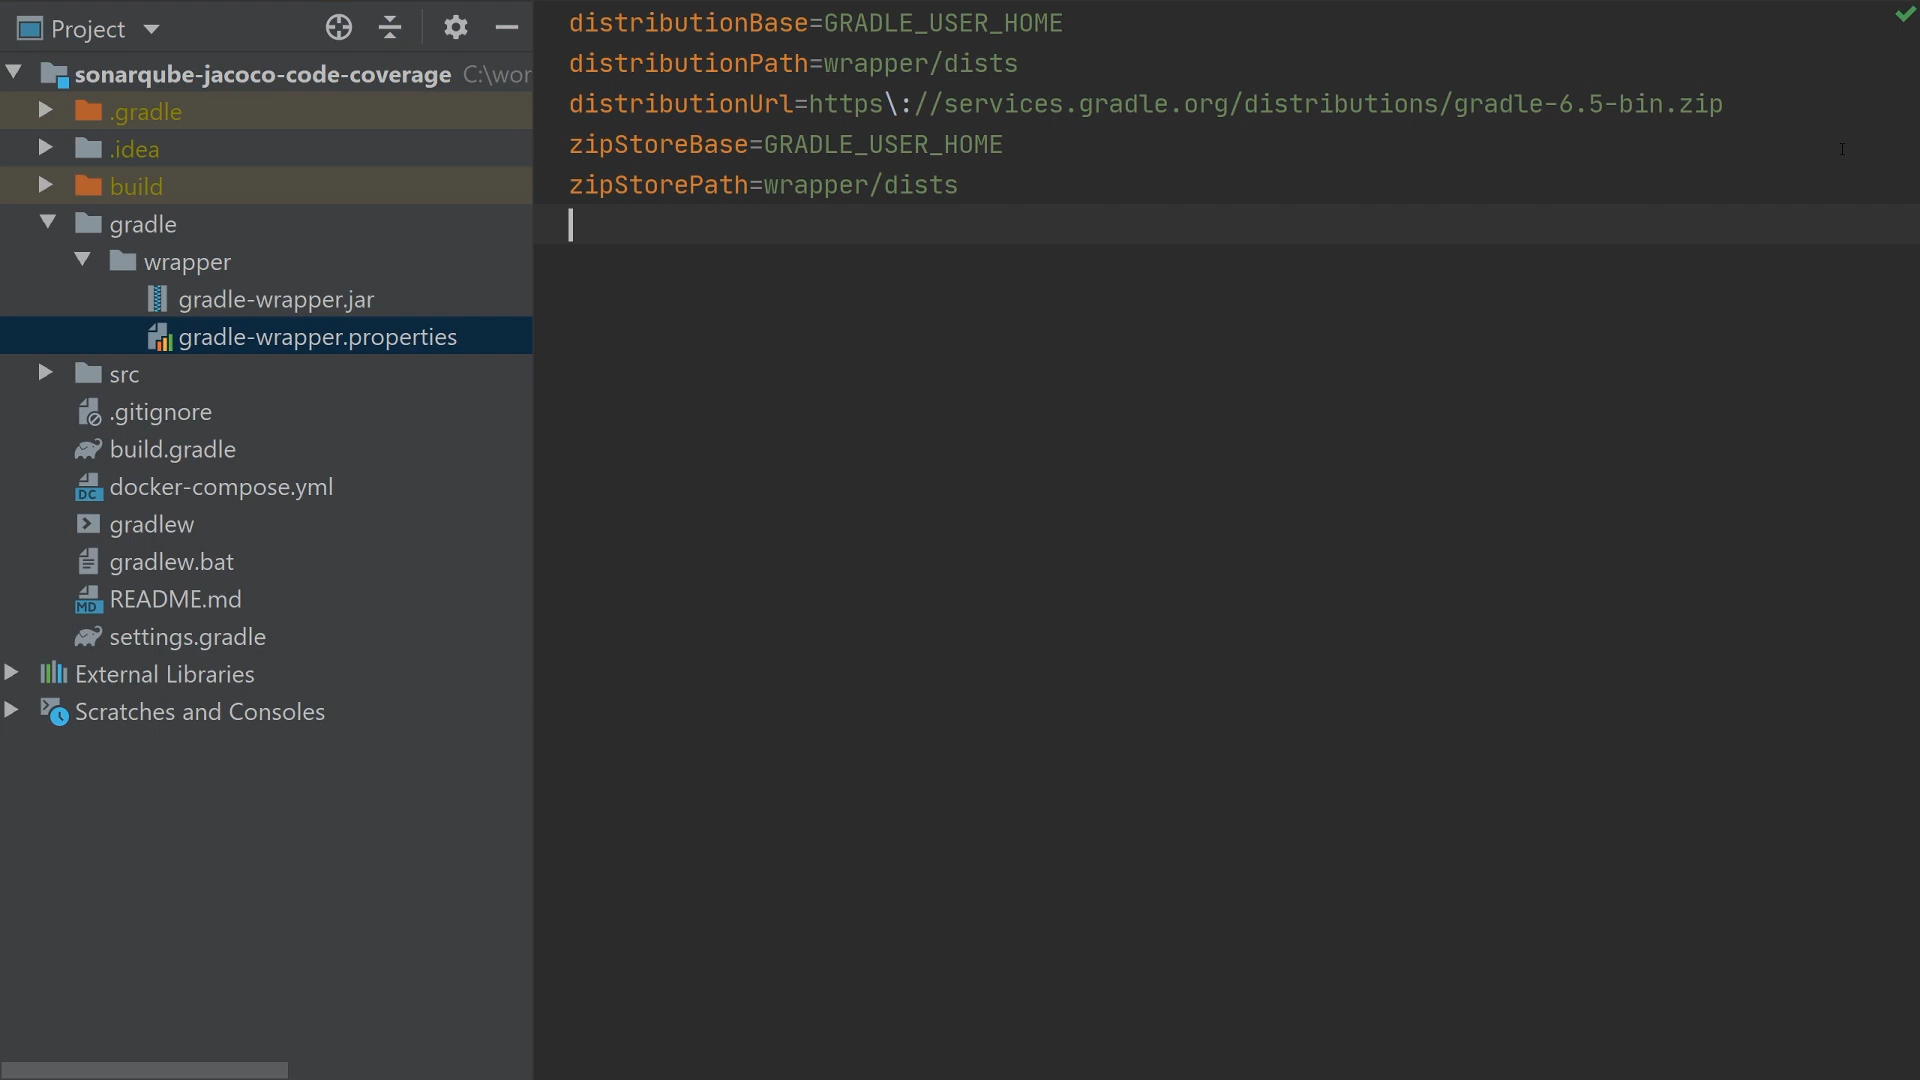 Project
sonarqube-jacoco-code-coverage C:\wor
.gradle
.idea
build
gradle
wrapper
gradle-wrapper.jar
gradle-wrapper.properties
src
.gitignore
build.gradle
DC docker-compose.yml
gradlew
gradlew.bat
MD README.md
settings.gradle
External Libraries
Scratches and Consoles
distributionBase=GRADLE_USER_HOME
distributionPath=wrapper/dists
distributionUrl=https\://services.gradle.org/distributions/gradle-6.5-bin.zip
zipStoreBase=GRADLE_USER_HOME
zipStorePath=wrapper/dists